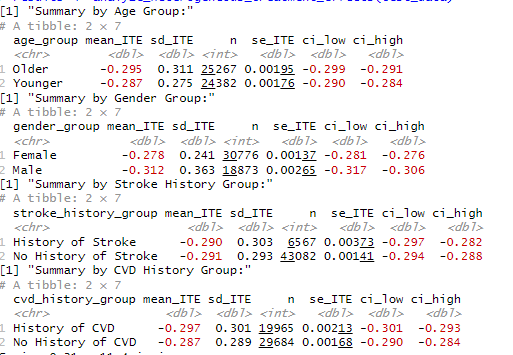 [1] "Summary by Age Group:"
# A tibble: 2 × 7
age_group mean_ITE sd_ITE n se_ITE ci_low ci_high
<chr> <dbl> <dbl> <int> <dbl> <dbl> <dbl>
1 Older -0.295 0.311 25267 0.00195 -0.299 -0.291
2 Younger -0.287 0.275 24382 0.00176 -0.290 -0.284
[1] "Summary by Gender Group:"
# A tibble: 2 × 7
gender_group mean_ITE sd_ITE n se_ITE ci_low ci_high
<chr> <dbl> <dbl> <int> <dbl> <dbl> <dbl>
1 Female -0.278 0.241 30776 0.00137 -0.281 -0.276
2 Male -0.312 0.363 18873 0.00265 -0.317 -0.306
[1] "Summary by Stroke History Group:"
# A tibble: 2 × 7
stroke_history_group mean_ITE sd_ITE n se_ITE ci_low ci_high
<chr> <dbl> <dbl> <int> <dbl> <dbl> <dbl>
1 History of Stroke -0.290 0.303 6567 0.00373 -0.297 -0.282
2 No History of Stroke -0.291 0.293 43082 0.00141 -0.294 -0.288
[1] "Summary by CVD History Group:"
# A tibble: 2 × 7
cvd_history_group mean_ITE sd_ITE n se_ITE ci_low ci_high
<chr> <dbl> <dbl> <int> <dbl> <dbl> <dbl>
1 History of CVD -0.297 0.301 19965 0.00213 -0.301 -0.293
2 No History of CVD -0.287 0.289 29684 0.00168 -0.290 -0.284